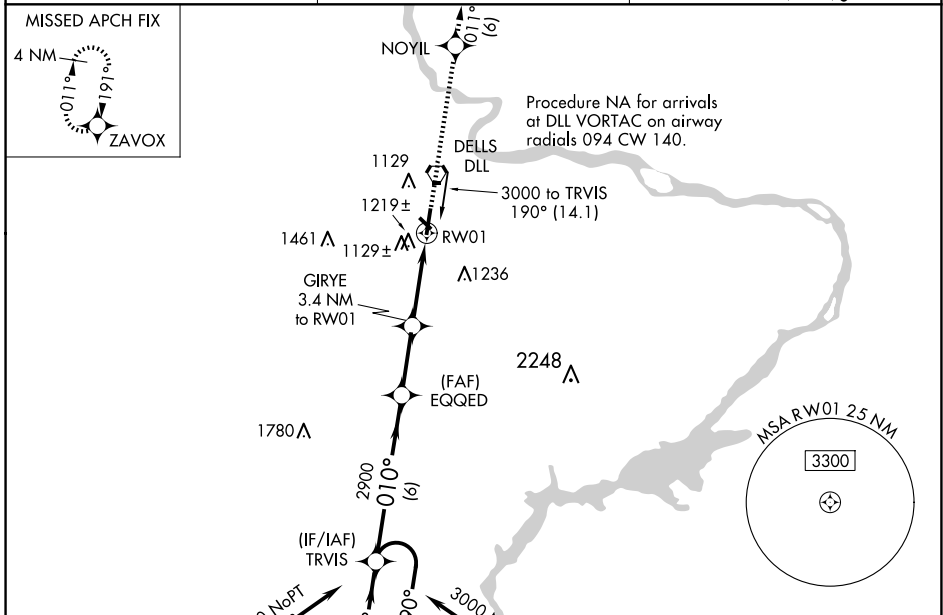 MISSED APCH FIX
4 NM
011°
191°
ZAVOX
NOYIL
011°
(6)
Procedure NA for arrivals
at DLL VORTAC on airway
radials 094 CW 140.
DELLS
DLL
1129
3000 to TRVIS
190° (14.1)
1219±
1461
1129±
RW01
1236
GIRYE
3.4 NM
to RW01
2248
(FAF)
EQQED
1780
MSA RW01 25 NM
3300
2900
010°
(6)
(IF/IAF)
TRVIS
NoPT
3000